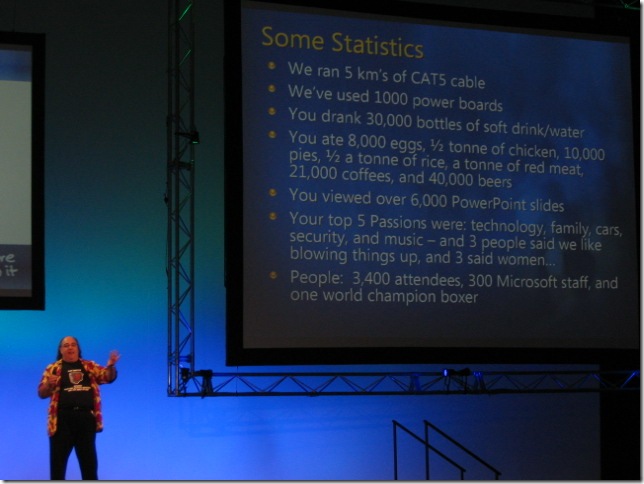 Some Statistics
We ran 5 km's of CAT5 cable
We've used 1000 power boards
You drank 30,000 bottles of soft drink/water
You ate 8,000 eggs, ½ tonne of chicken, 10,000
pies, ½ a tonne of rice, a tonne of red meat,
21,000 coffees, and 40,000 beers
You viewed over 6,000 PowerPoint slides
Your top 5 Passions were: technology, family, cars,
security, and music – and 3 people said we like
blowing things up, and 3 said women...
People: 3,400 attendees, 300 Microsoft staff, and
one world champion boxer
it